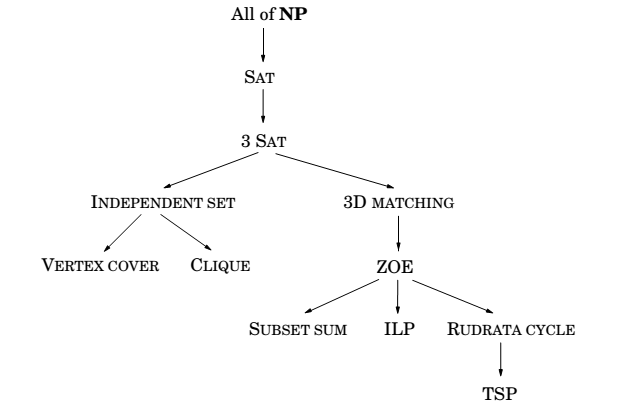 All of NP
SAT
3 SAT
INDEPENDENT SET
3D MATCHING
VERTEX COVER
CLIQUE
ZOE
SUBSET SUM
ILP
RUDRATA CYCLE
TSP